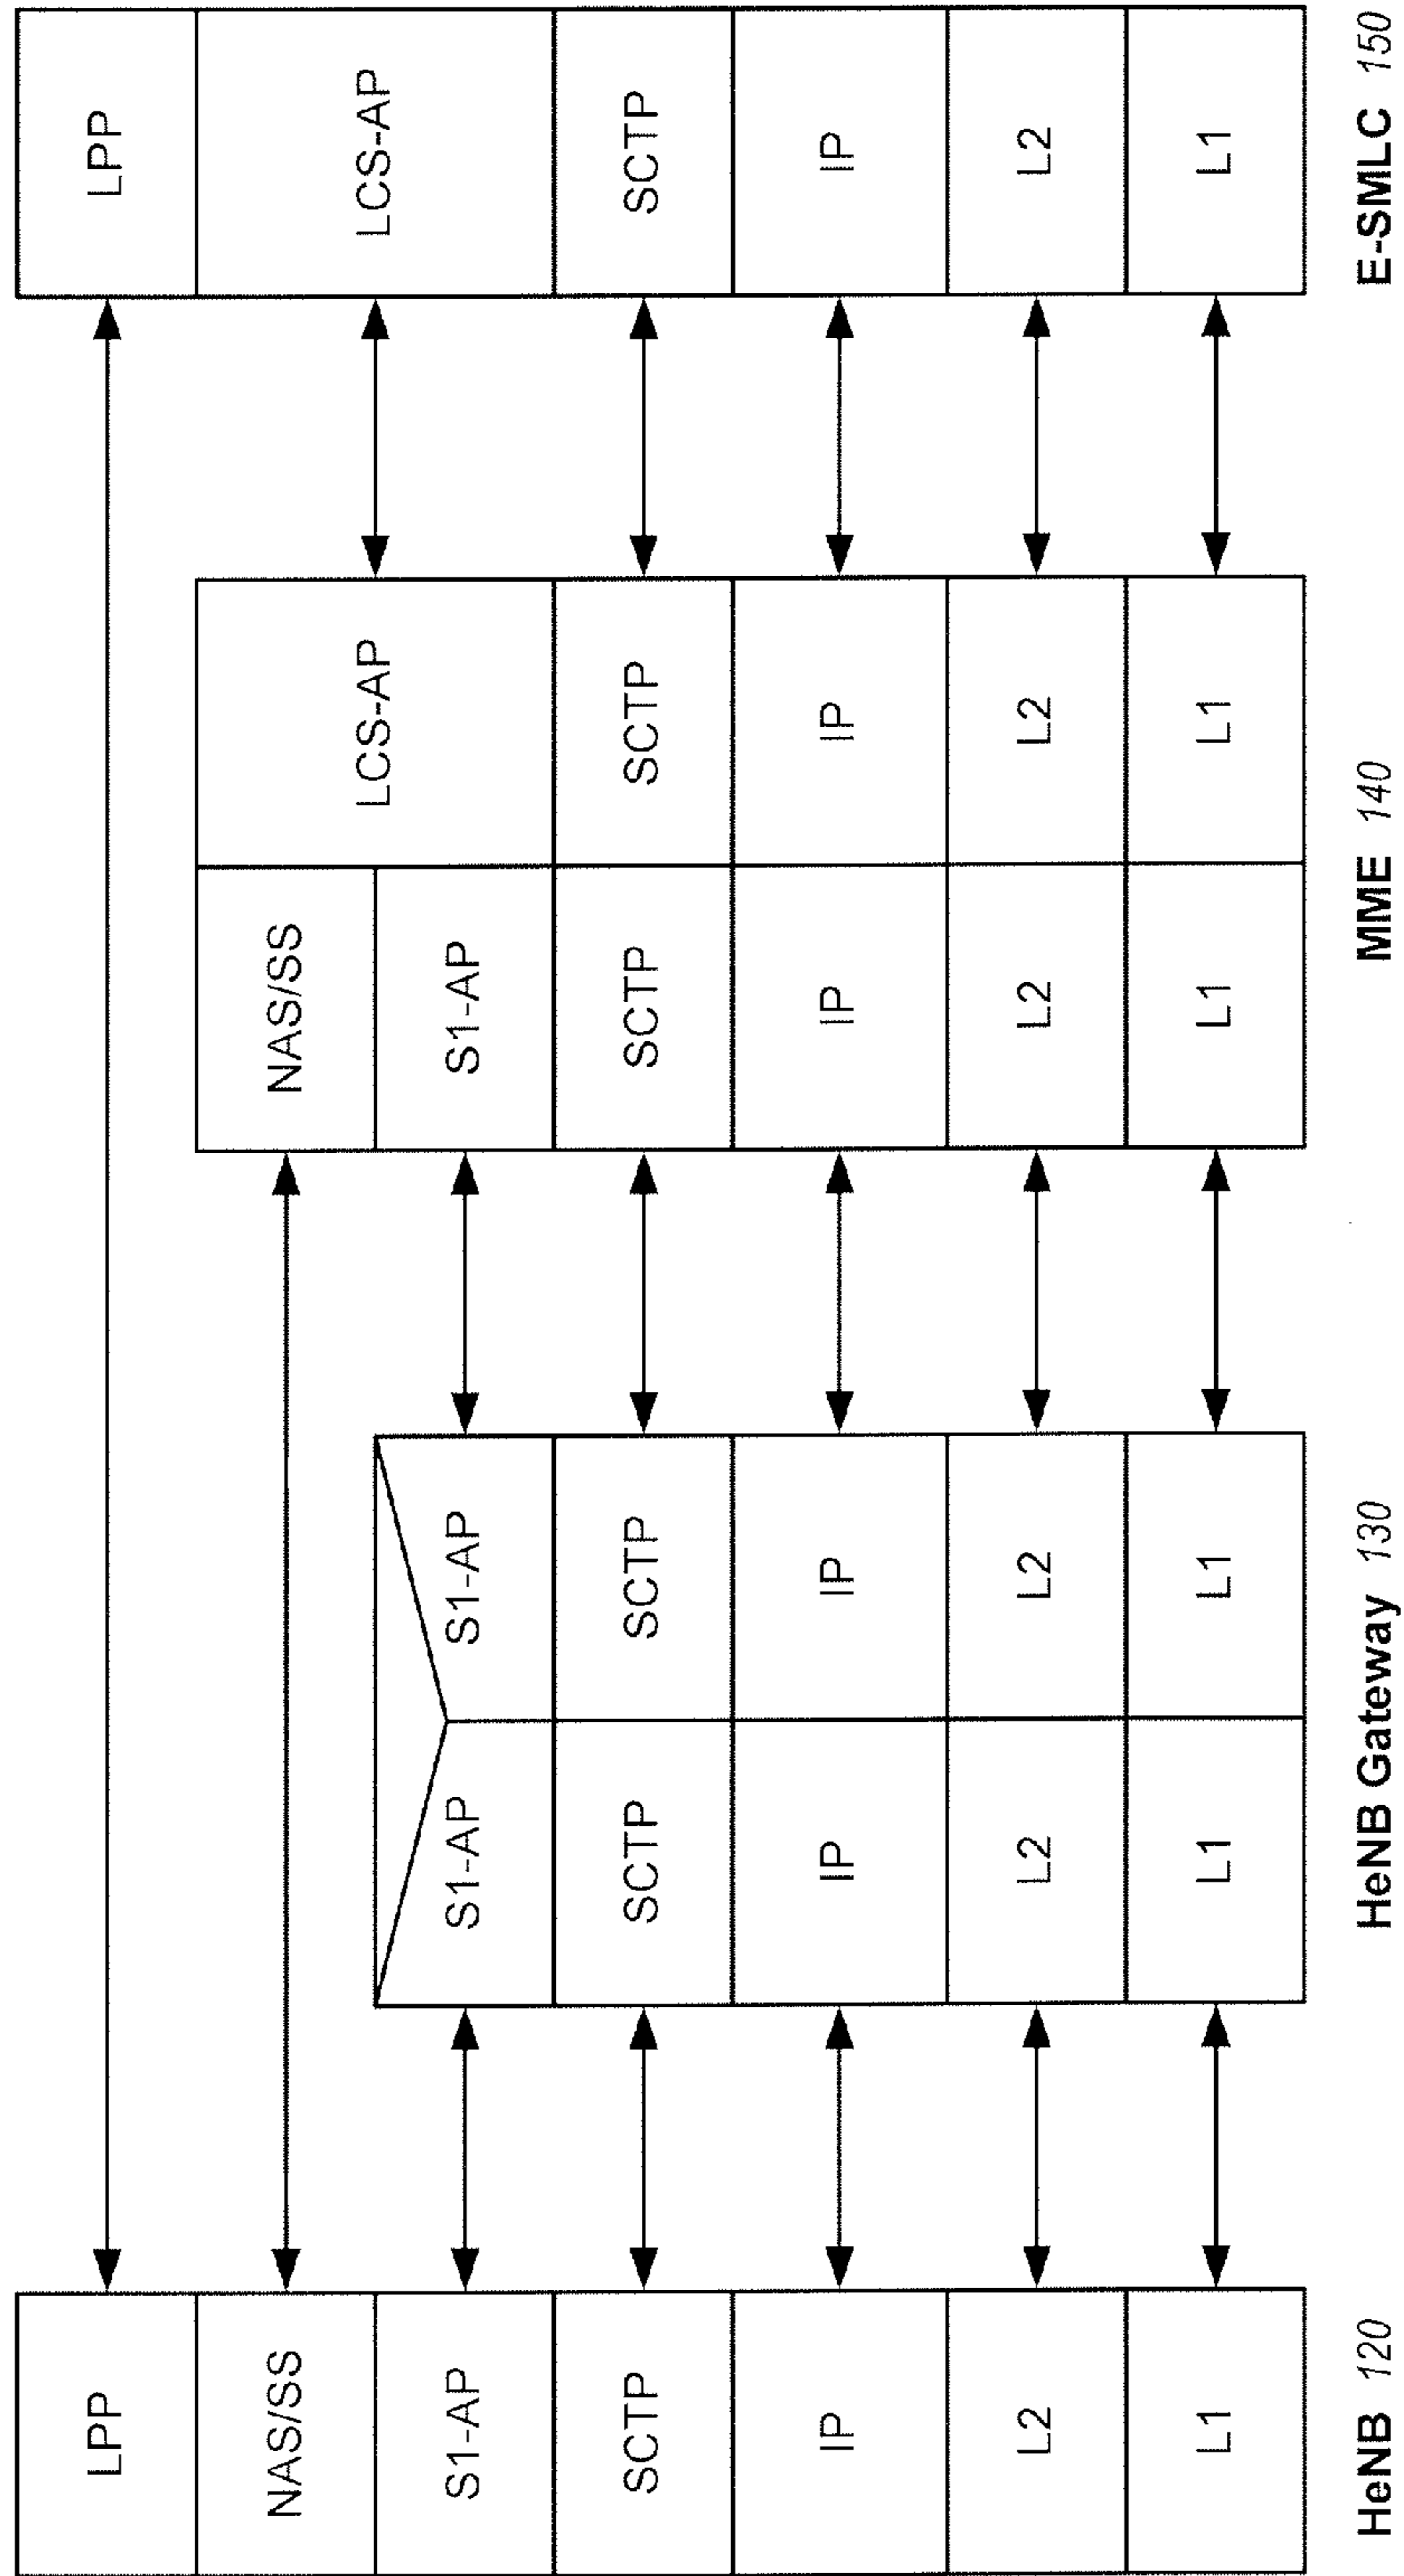 LPP
LPP
NAS/SS
NAS/SS
LCS-AP
LCS-AP
S1-AP
S1-AP
S1-AP
S1-AP
SCTP
SCTP
SCTP
SCTP
SCTP
SCTP
IP
IP
IP
IP
IP
IP
L2
L2
L2
L2
L2
L2
L1
L1
L1
L1
L1
L1
HeNB 120
HeNB Gateway 130
MME 140
E-SMLC 150